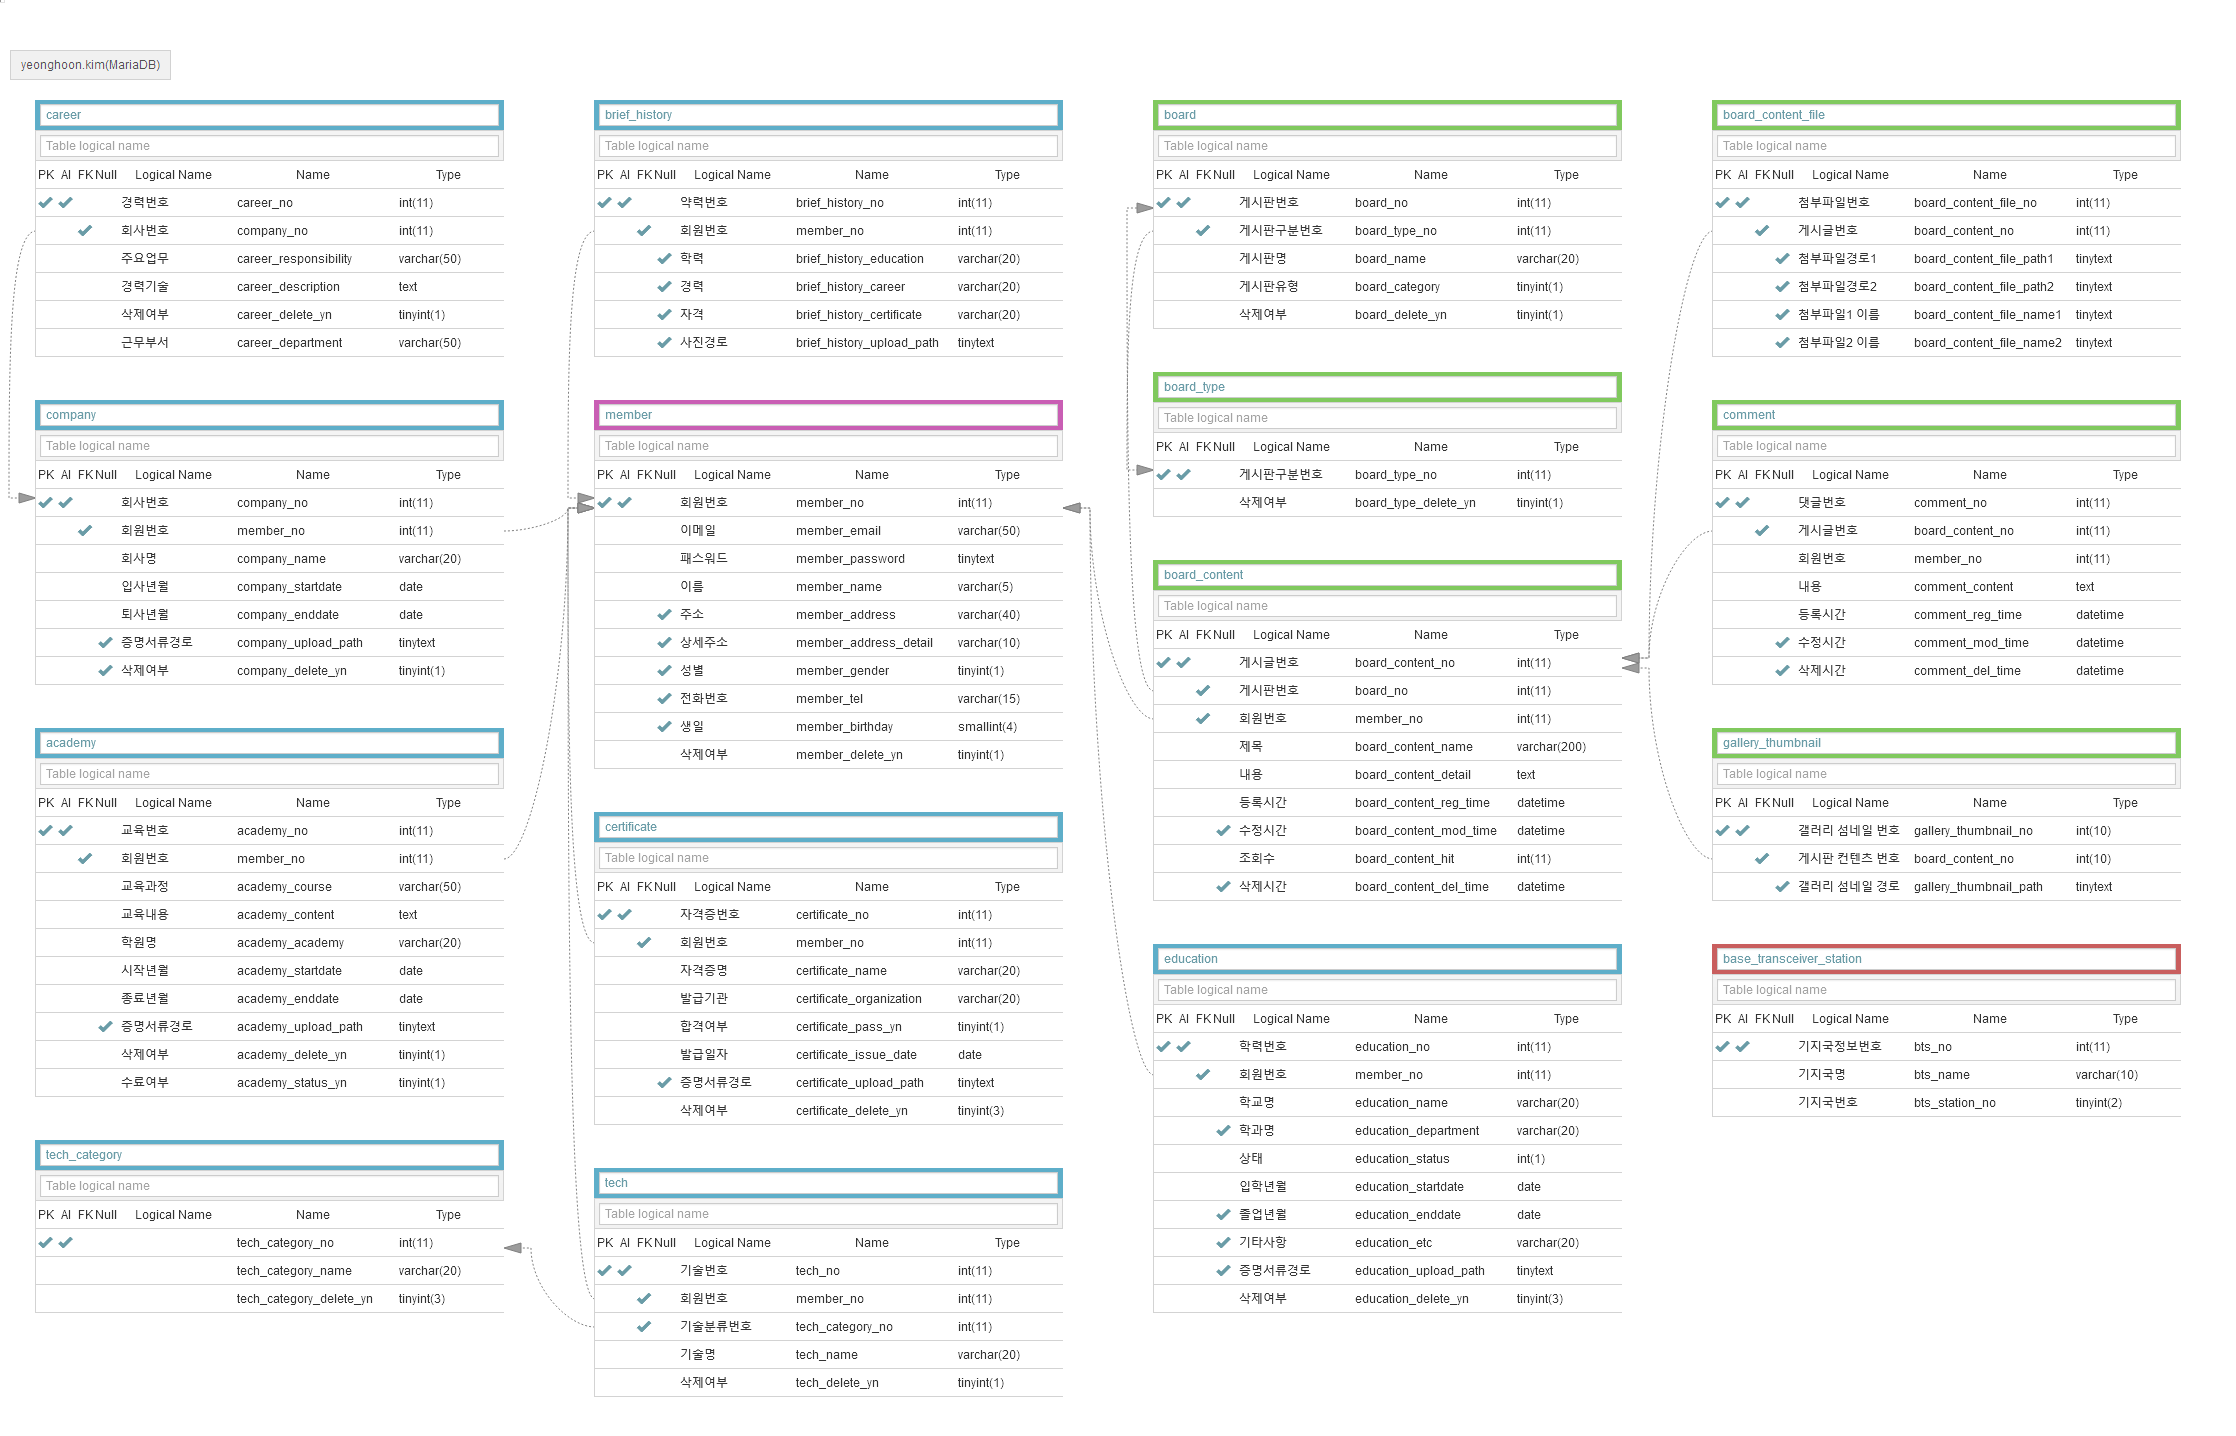 yeonghoon.kim(MariaDB)
career
Table logical name
PK AI FK Null Logical Name Name Type
경력번호 career_no int(11)
회사번호 company_no int(11)
주요업무 career_responsibility varchar(50)
경력기술 career_description text
삭제여부 career_delete_yn tinyint(1)
근무부서 career_department varchar(50)
company
Table logical name
PK AI FK Null Logical Name Name Type
회사번호 company_no int(11)
회원번호 member_no int(11)
회사명 company_name varchar(20)
입사년월 company_startdate date
퇴사년월 company_enddate date
증명서류경로 company_upload_path tinytext
삭제여부 company_delete_yn tinyint(1)
academy
Table logical name
PK AI FK Null Logical Name Name Type
교육번호 academy_no int(11)
회원번호 member_no int(11)
교육과정 academy_course varchar(50)
교육내용 academy_content text
학원명 academy_academy varchar(20)
시작년월 academy_startdate date
종료년월 academy_enddate date
증명서류경로 academy_upload_path tinytext
삭제여부 academy_delete_yn tinyint(1)
수료여부 academy_status_yn tinyint(1)
tech_category
Table logical name
PK AI FK Null Logical Name Name Type
tech_category_no int(11)
tech_category_name varchar(20)
tech_category_delete_yn tinyint(3)
brief_history
Table logical name
PK AI FK Null Logical Name Name Type
약력번호 brief_history_no int(11)
회원번호 member_no int(11)
학력 brief_history_education varchar(20)
경력 brief_history_career varchar(20)
자격 brief_history_certificate varchar(20)
사진경로 brief_history_upload_path tinytext
member
Table logical name
PK AI FK Null Logical Name Name Type
회원번호 member_no int(11)
이메일 member_email varchar(50)
패스워드 member_password tinytext
이름 member_name varchar(5)
주소 member_address varchar(40)
상세주소 member_address_detail varchar(10)
성별 member_gender tinyint(1)
전화번호 member_tel varchar(15)
생일 member_birthday smallint(4)
삭제여부 member_delete_yn tinyint(1)
certificate
Table logical name
PK AI FK Null Logical Name Name Type
자격증번호 certificate_no int(11)
회원번호 member_no int(11)
자격증명 certificate_name varchar(20)
발급기관 certificate_organization varchar(20)
합격여부 certificate_pass_yn tinyint(1)
발급일자 certificate_issue_date date
증명서류경로 certificate_upload_path tinytext
삭제여부 certificate_delete_yn tinyint(3)
tech
Table logical name
PK AI FK Null Logical Name Name Type
기술번호 tech_no int(11)
회원번호 member_no int(11)
기술분류번호 tech_category_no int(11)
기술명 tech_name varchar(20)
삭제여부 tech_delete_yn tinyint(1)
board
Table logical name
PK AI FK Null Logical Name Name Type
게시판번호 board_no int(11)
게시판구분번호 board_type_no int(11)
게시판명 board_name varchar(20)
게시판유형 board_category tinyint(1)
삭제여부 board_delete_yn tinyint(1)
board_type
Table logical name
PK AI FK Null Logical Name Name Type
게시판구분번호 board_type_no int(11)
삭제여부 board_type_delete_yn tinyint(1)
board_content
Table logical name
PK AI FK Null Logical Name Name Type
게시글번호 board_content_no int(11)
게시판번호 board_no int(11)
회원번호 member_no int(11)
제목 board_content_name varchar(200)
내용 board_content_detail text
등록시간 board_content_reg_time datetime
수정시간 board_content_mod_time datetime
조회수 board_content_hit int(11)
삭제시간 board_content_del_time datetime
education
Table logical name
PK AI FK Null Logical Name Name Type
학력번호 education_no int(11)
회원번호 member_no int(11)
학교명 education_name varchar(20)
학과명 education_department varchar(20)
상태 education_status int(1)
입학년월 education_startdate date
졸업년월 education_enddate date
기타사항 education_etc varchar(20)
증명서류경로 education_upload_path tinytext
삭제여부 education_delete_yn tinyint(3)
board_content_file
Table logical name
PK AI FK Null Logical Name Name Type
첨부파일번호 board_content_file_no int(11)
게시글번호 board_content_no int(11)
첨부파일경로1 board_content_file_path1 tinytext
첨부파일경로2 board_content_file_path2 tinytext
첨부파일1 이름 board_content_file_name1 tinytext
첨부파일2 이름 board_content_file_name2 tinytext
comment
Table logical name
PK AI FK Null Logical Name Name Type
댓글번호 comment_no int(11)
게시글번호 board_content_no int(11)
회원번호 member_no int(11)
내용 comment_content text
등록시간 comment_reg_time datetime
수정시간 comment_mod_time datetime
삭제시간 comment_del_time datetime
gallery_thumbnail
Table logical name
PK AI FK Null Logical Name Name Type
갤러리 섬네일 번호 gallery_thumbnail_no int(10)
게시판 컨텐츠 번호 board_content_no int(10)
갤러리 섬네일 경로 gallery_thumbnail_path tinytext
base_transceiver_station
Table logical name
PK AI FK Null Logical Name Name Type
기지국정보번호 bts_no int(11)
기지국명 bts_name varchar(10)
기지국번호 bts_station_no tinyint(2)